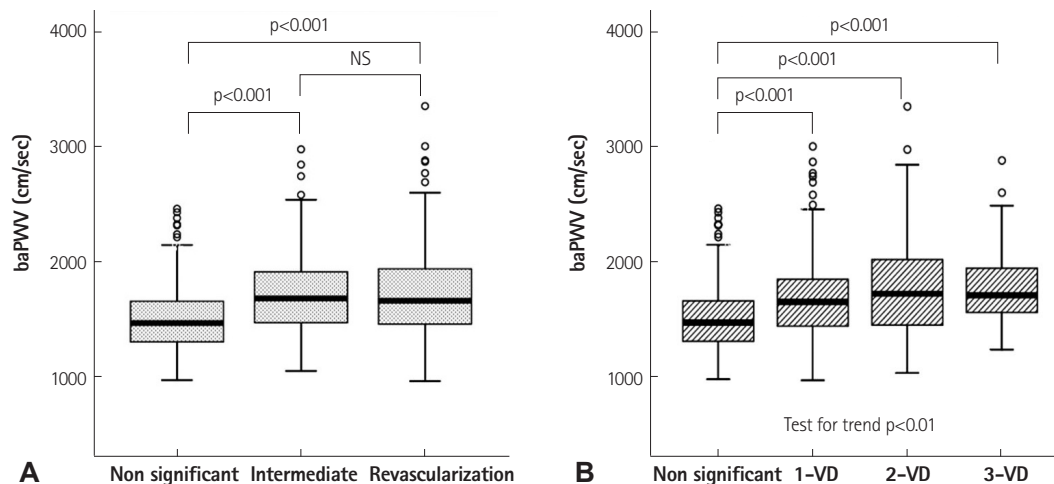 4000
p<0.001
NS
p<0.001
3000
baPWV (cm/sec)
2000
1000
A
Non significant
Intermediate
Revascularization
4000
p<0.001
p<0.001
p<0.001
3000
baPWV (cm/sec)
2000
1000
Test for trend p<0.01
B
Non significant
1-VD
2-VD
3-VD